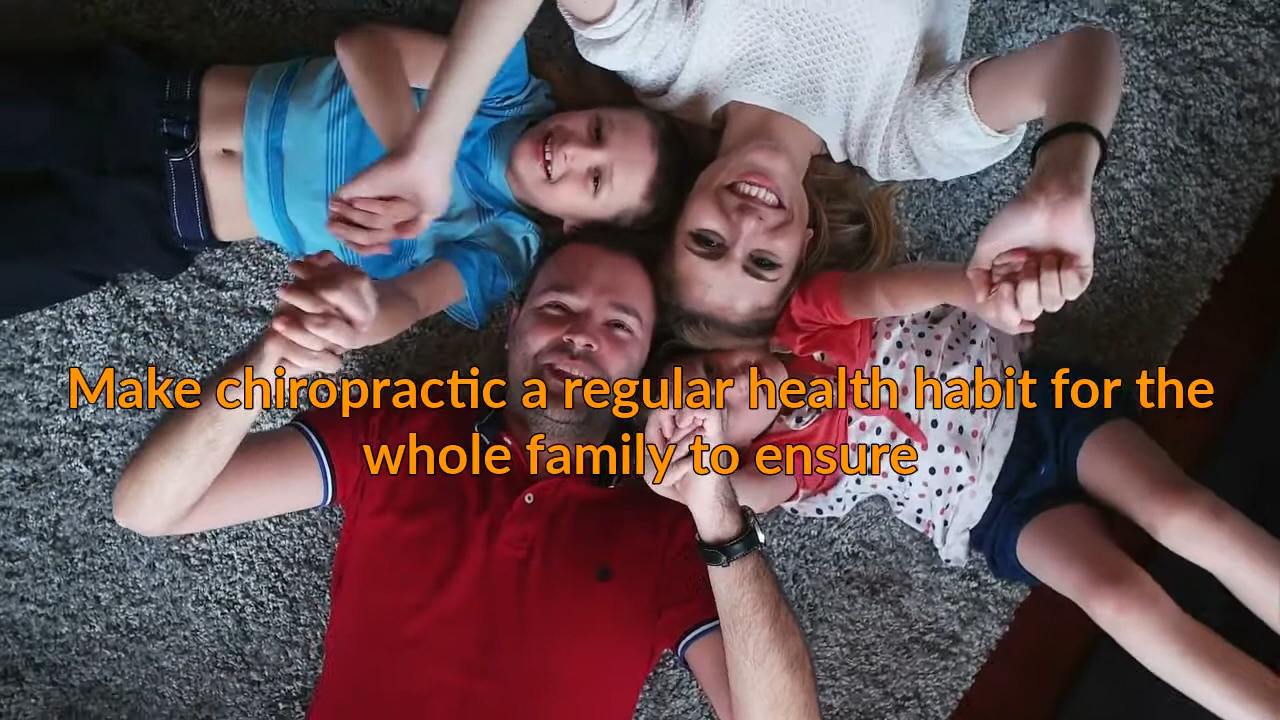 Make chiropractic a regular health habit for the
whole family to ensure